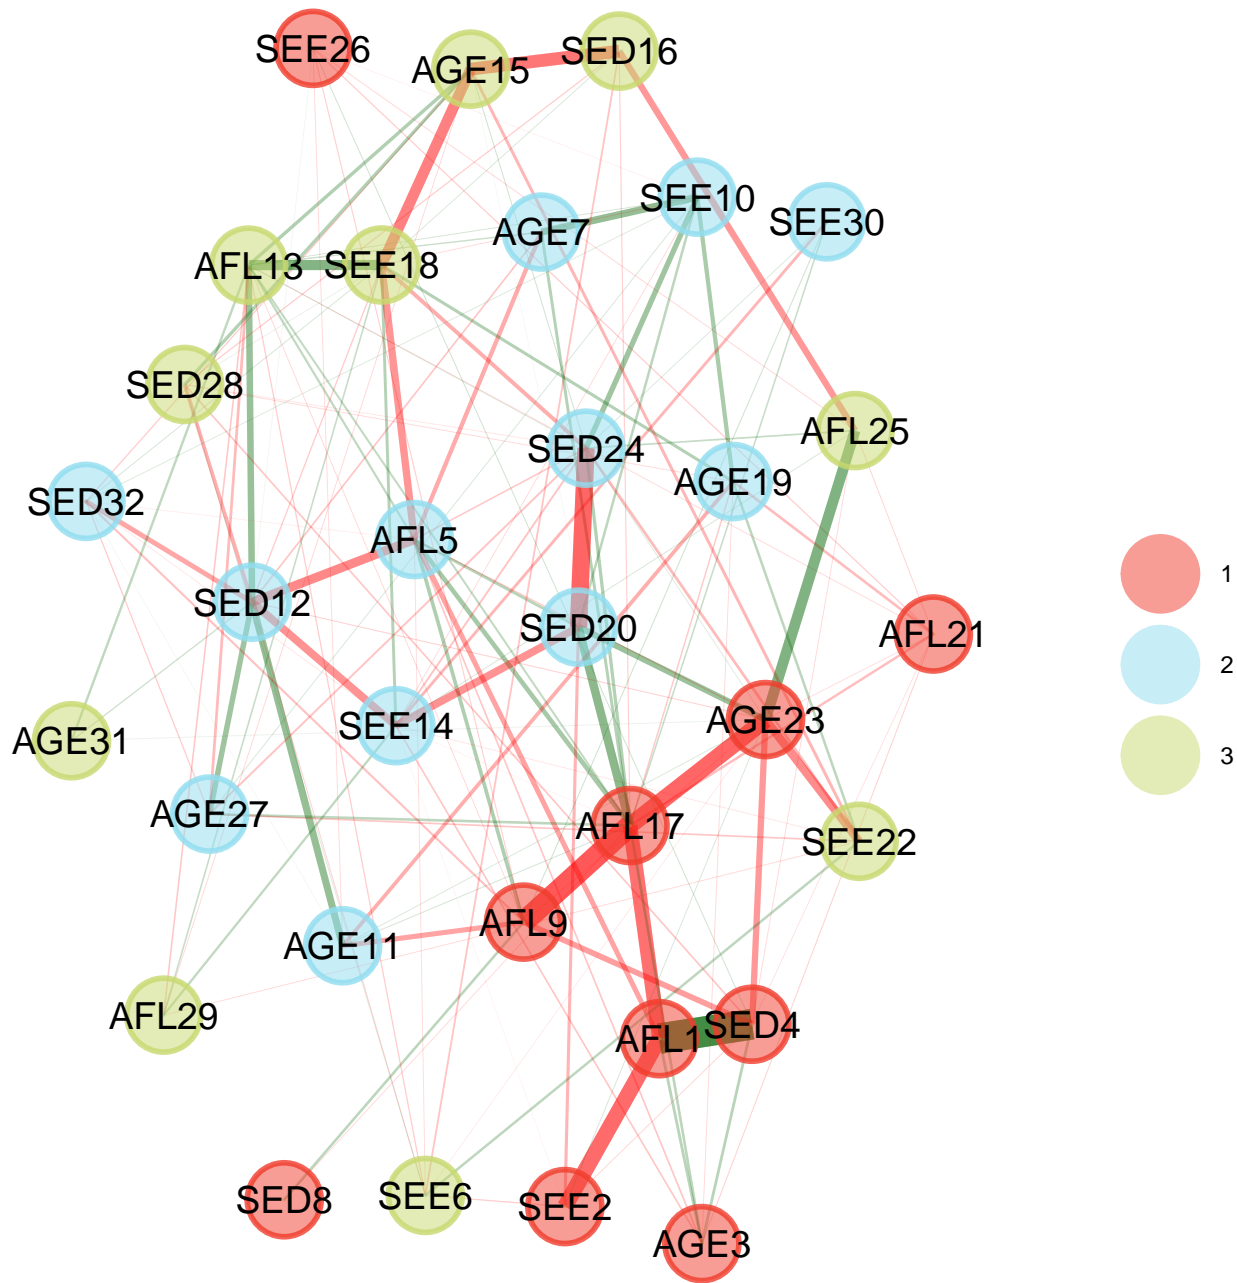 SEE26
AGE15
SED16
SEE10
AGE7
SEE30
AFL13
SEE18
SED28
AFL25
SED24
AGE19
SED32
AFL5
SED12
SED20
AFL21
SEE14
AGE23
AGE31
AGE27
AFL17
SEE22
AFL9
AGE11
AFL29
AFL1
SED4
SED8
SEE6
SEE2
AGE3
1
2
3